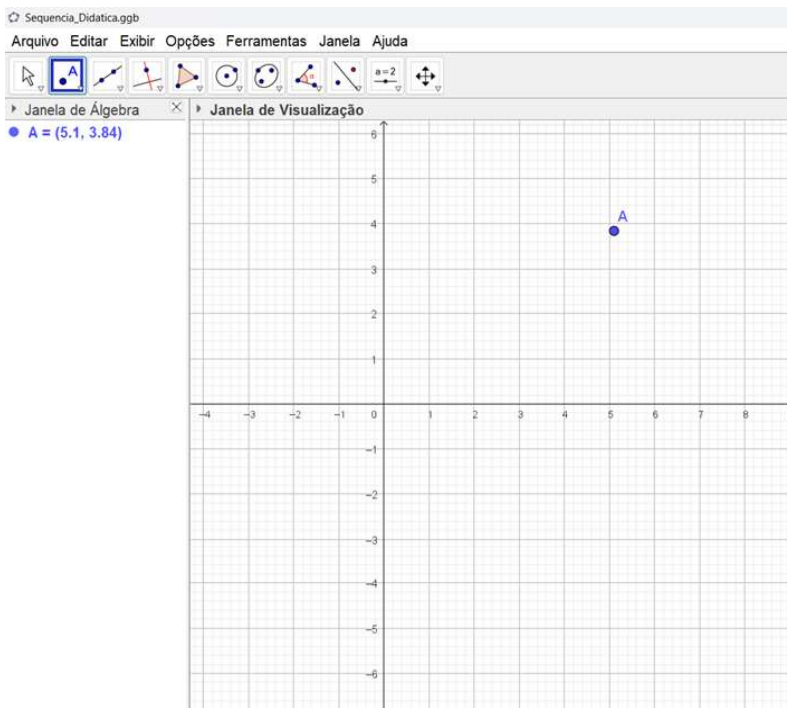 Sequencia_Didatica.ggb
Arquivo Editar Exibir Opções Ferramentas Janela Ajuda
A
α
a=2
Janela de Álgebra
Janela de Visualização
A = (5.1, 3.84)
6
5
4
A
3
2
1
−4 −3 −2 −1 0 1 2 3 4 5 6 7 8
−1
−2
−3
−4
−5
−6